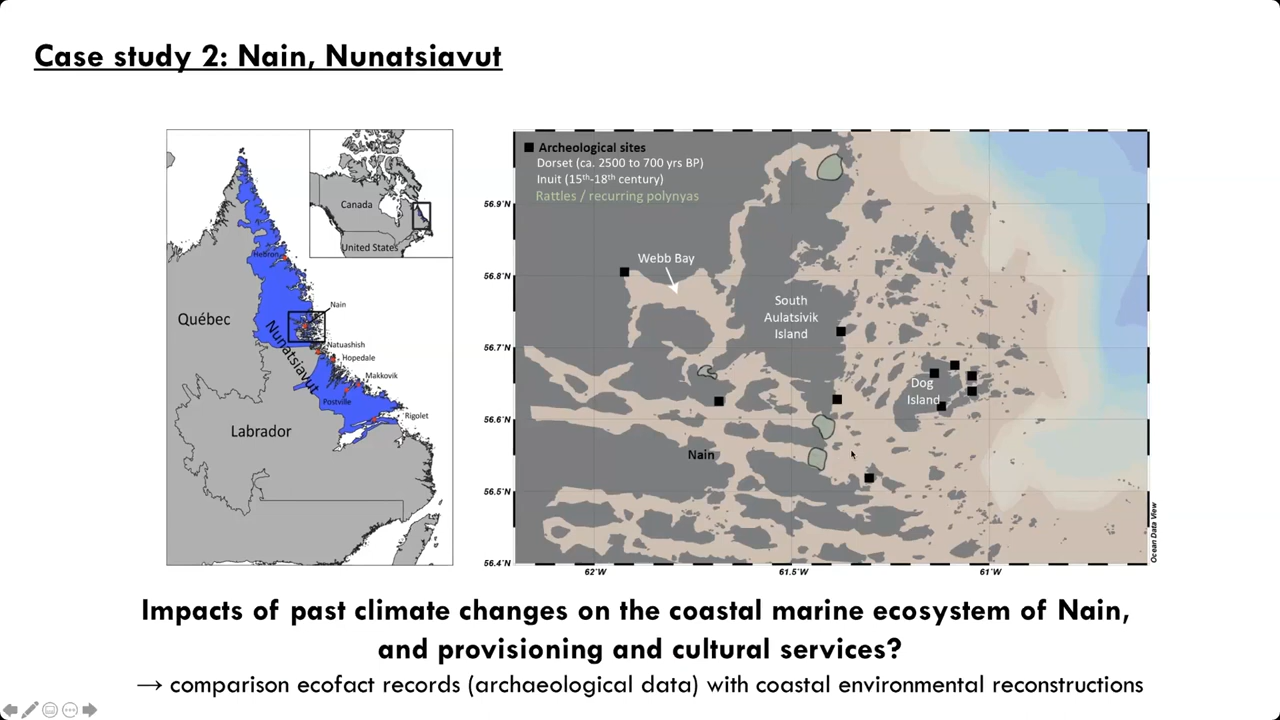 Case study 2: Nain, Nunatsiavut
Canada
United States
Hebron
Québec
Nain
Nunatsiavut
Natuashish
Hopedale
Makkovik
Postville
Rigolet
Labrador
Archeological sites
Dorset (ca. 2500 to 700 yrs BP)
Inuit (15th-18th century)
Rattles / recurring polynyas
56.9°N
56.8°N
56.7°N
56.6°N
56.5°N
56.4°N
Webb Bay
South
Aulatsivik
Island
Dog
Island
Nain
62°W
61.5°W
61°W
Ocean Data View
Impacts of past climate changes on the coastal marine ecosystem of Nain,
and provisioning and cultural services?
→ comparison ecofact records (archaeological data) with coastal environmental reconstructions